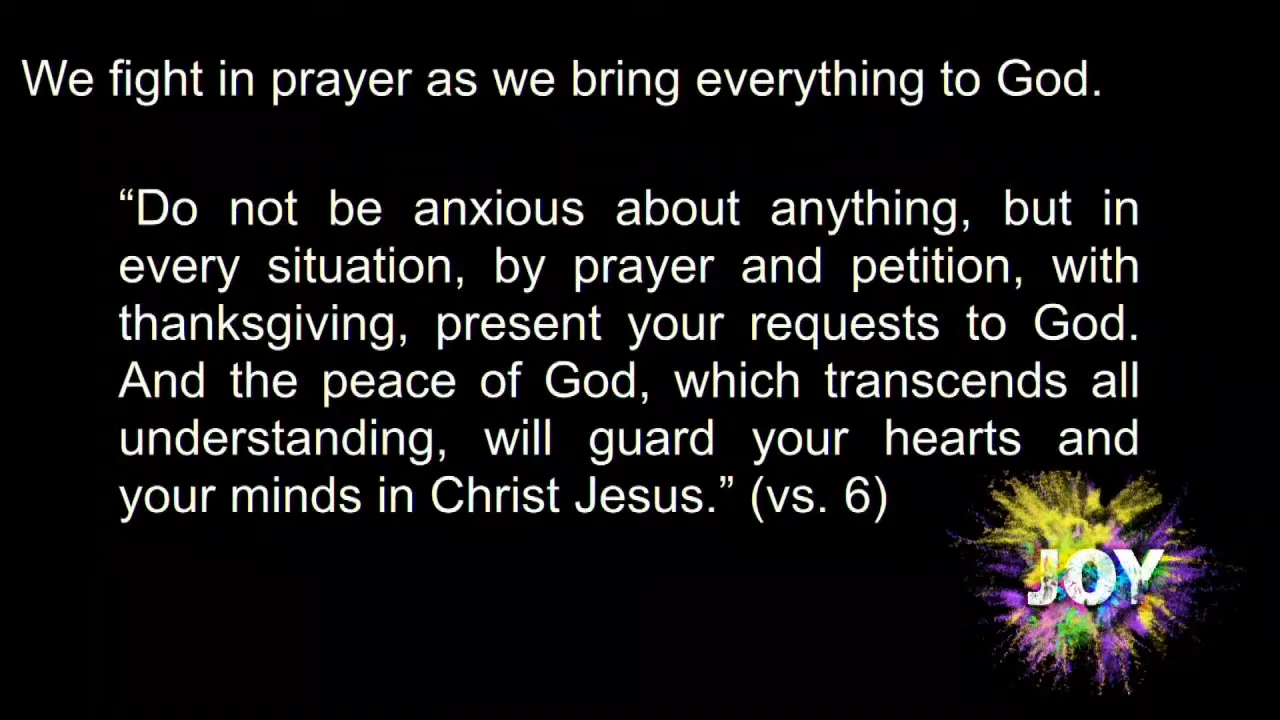 We fight in prayer as we bring everything to God.
“Do not be anxious about anything, but in
every situation, by prayer and petition, with
thanksgiving, present your requests to God.
And the peace of God, which transcends all
understanding, will guard your hearts and
your minds in Christ Jesus.” (vs. 6)
JOY